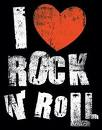 I ❤
ROCK
N' ROLL